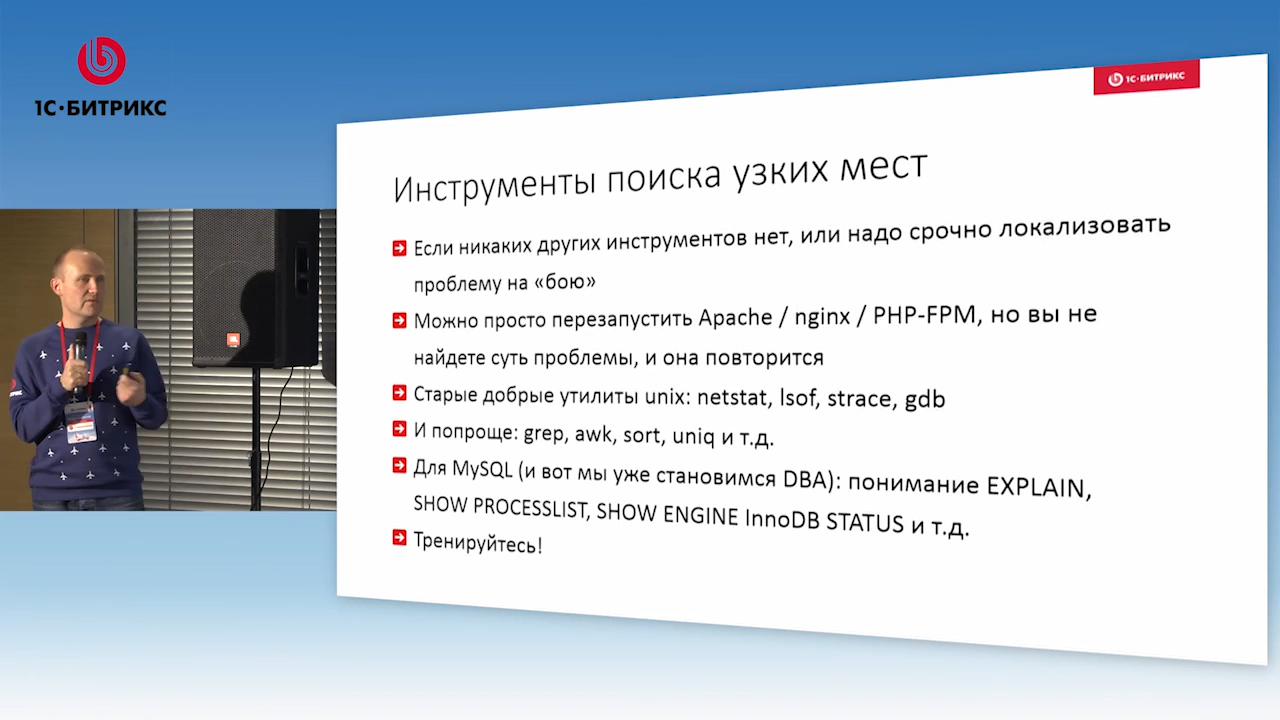 1С•БИТРИКС
1С•БИТРИКС
Инструменты поиска узких мест
Если никаких других инструментов нет, или надо срочно локализовать
проблему на «бою»
Можно просто перезапустить Apache / nginx / PHP-FPM, но вы не
найдете суть проблемы, и она повторится
Старые добрые утилиты unix: netstat, lsof, strace, gdb
И попроще: grep, awk, sort, uniq и т.д.
Для MySQL (и вот мы уже становимся DBA): понимание EXPLAIN,
SHOW PROCESSLIST, SHOW ENGINE InnoDB STATUS и т.д.
Тренируйтесь!